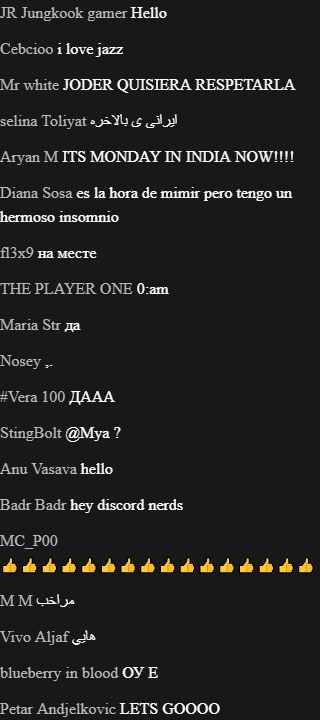 JR Jungkook gamer Hello
Cebcioo i love jazz
Mr white JODER QUISIERA RESPETARLA
selina Toliyat ایرانی ی بالاخره
Aryan M ITS MONDAY IN INDIA NOW!!!!
Diana Sosa es la hora de mimir pero tengo un
hermoso insomnio
fl3x9 на месте
THE PLAYER ONE 0:am
Maria Str да
Nosey ,.
#Vera 100 ДААА
StingBolt @Mya ?
Anu Vasava hello
Badr Badr hey discord nerds
MC_P00
👍👍👍👍👍👍👍👍👍👍👍👍👍👍👍👍
M M مراخب
Vivo Aljaf هایی
blueberry in blood ОУ Е
Petar Andjelkovic LETS GOOOO